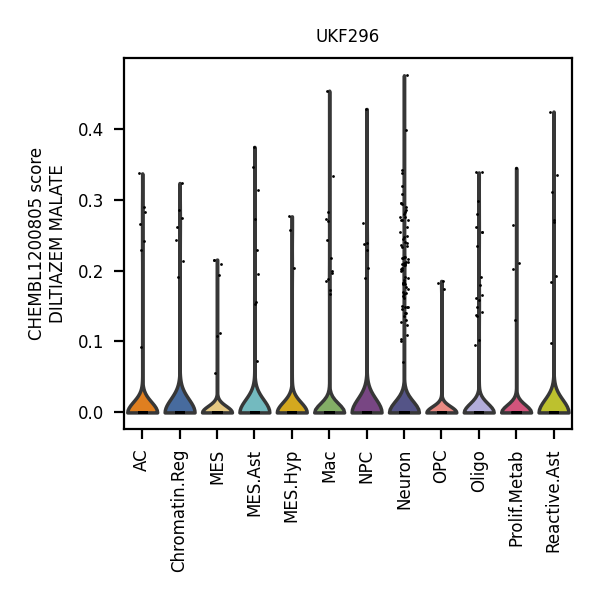 UKF296
CHEMBL1200805 score
DILTIAZEM MALATE
0.4
0.3
0.2
0.1
0.0
AC
Chromatin.Reg
MES
MES.Ast
MES.Hyp
Mac
NPC
Neuron
OPC
Oligo
Prolif.Metab
Reactive.Ast